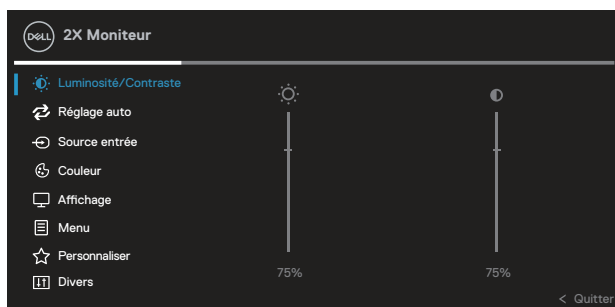 DELL 2X Moniteur
Luminosité/Contraste
Réglage auto
Source entrée
Couleur
Affichage
Menu
Personnaliser
Divers
75% 75%
< Quitter